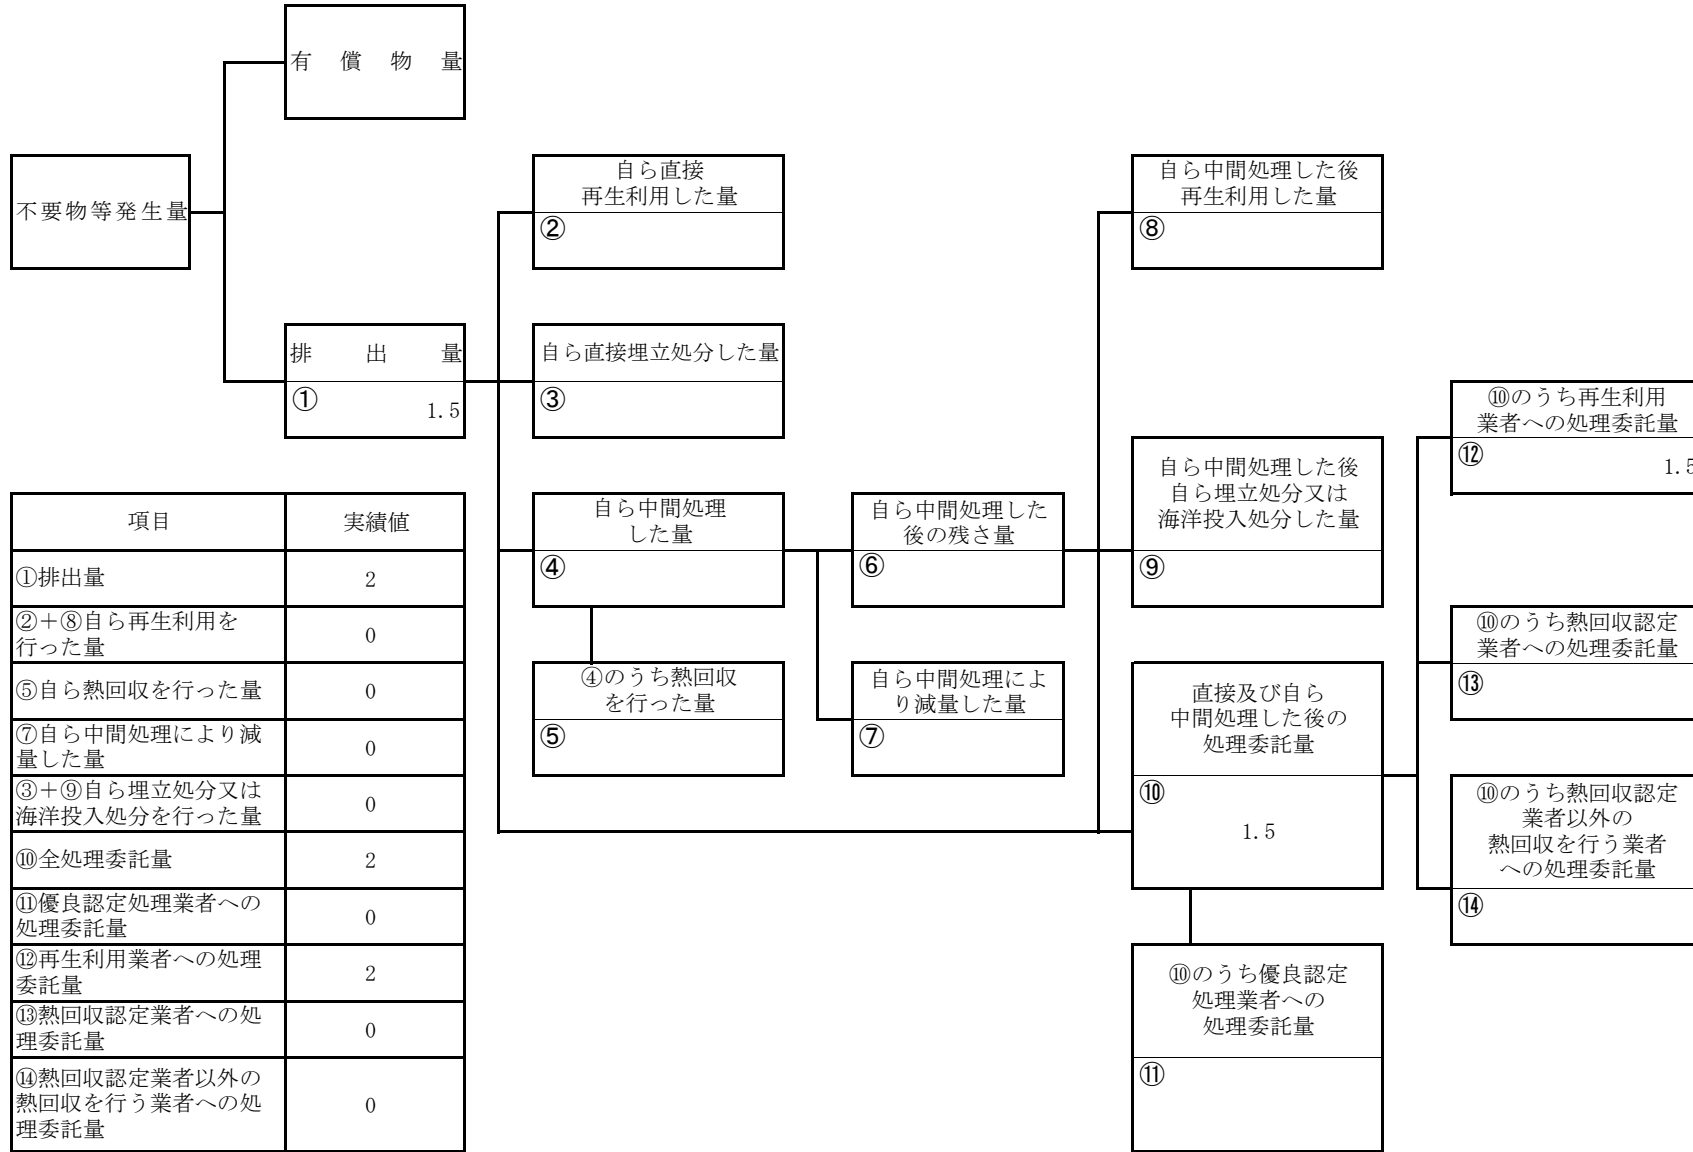 有償物量
不要物等発生量
排出量
①
1.5
自ら直接
再生利用した量
②
自ら直接埋立処分した量
③
自ら中間処理
した量
④
④のうち熱回収
を行った量
⑤
自ら中間処理した
後の残さ量
⑥
自ら中間処理によ
り減量した量
⑦
自ら中間処理した後
再生利用した量
⑧
自ら中間処理した後
自ら埋立処分又は
海洋投入処分した量
⑨
直接及び自ら
中間処理した後の
処理委託量
⑩
1.5
⑩のうち優良認定
処理業者への
処理委託量
⑪
⑩のうち再生利用
業者への処理委託量
⑫
1.5
⑩のうち熱回収認定
業者への処理委託量
⑬
⑩のうち熱回収認定
業者以外の
熱回収を行う業者
への処理委託量
⑭
項目 実績値
①排出量 2
②＋⑧自ら再生利用を
行った量 0
⑤自ら熱回収を行った量 0
⑦自ら中間処理により減
量した量 0
③＋⑨自ら埋立処分又は
海洋投入処分を行った量 0
⑩全処理委託量 2
⑪優良認定処理業者への
処理委託量 0
⑫再生利用業者への処理
委託量 2
⑬熱回収認定業者への処
理委託量 0
⑭熱回収認定業者以外の
熱回収を行う業者への処
理委託量 0